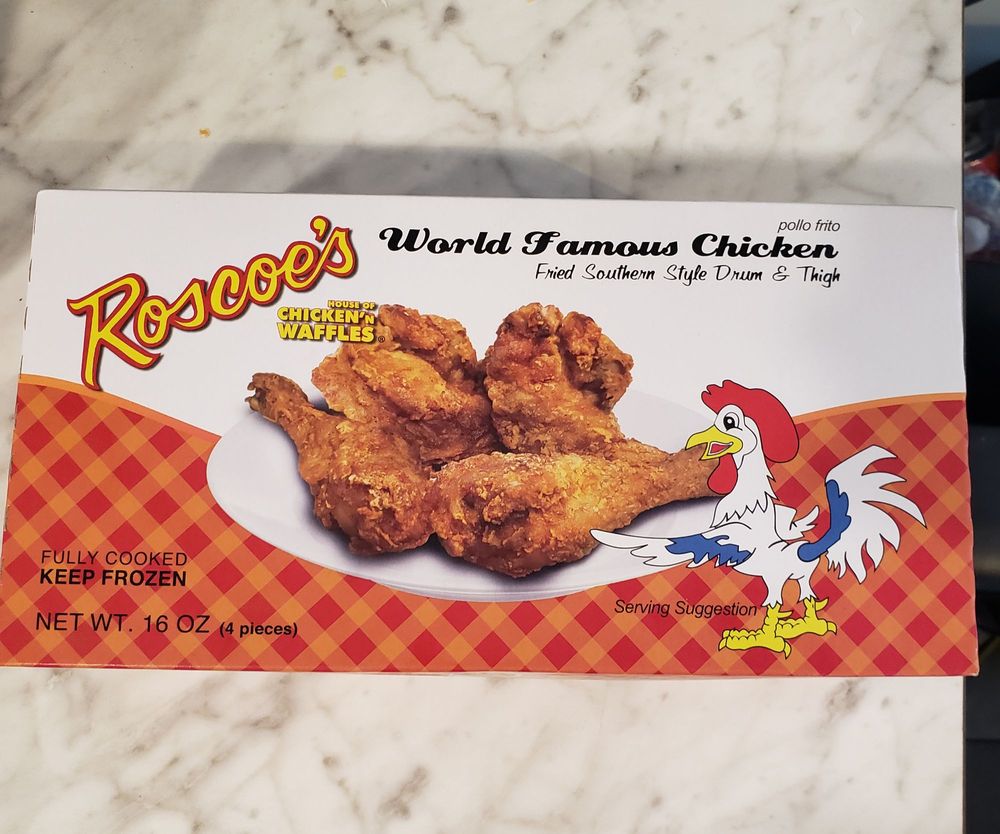 Roscoe's
HOUSE OF
CHICKEN'N
WAFFLES®
pollo frito
World Famous Chicken
Fried Southern Style Drum & Thigh
FULLY COOKED
KEEP FROZEN
NET WT. 16 OZ (4 pieces)
Serving Suggestion